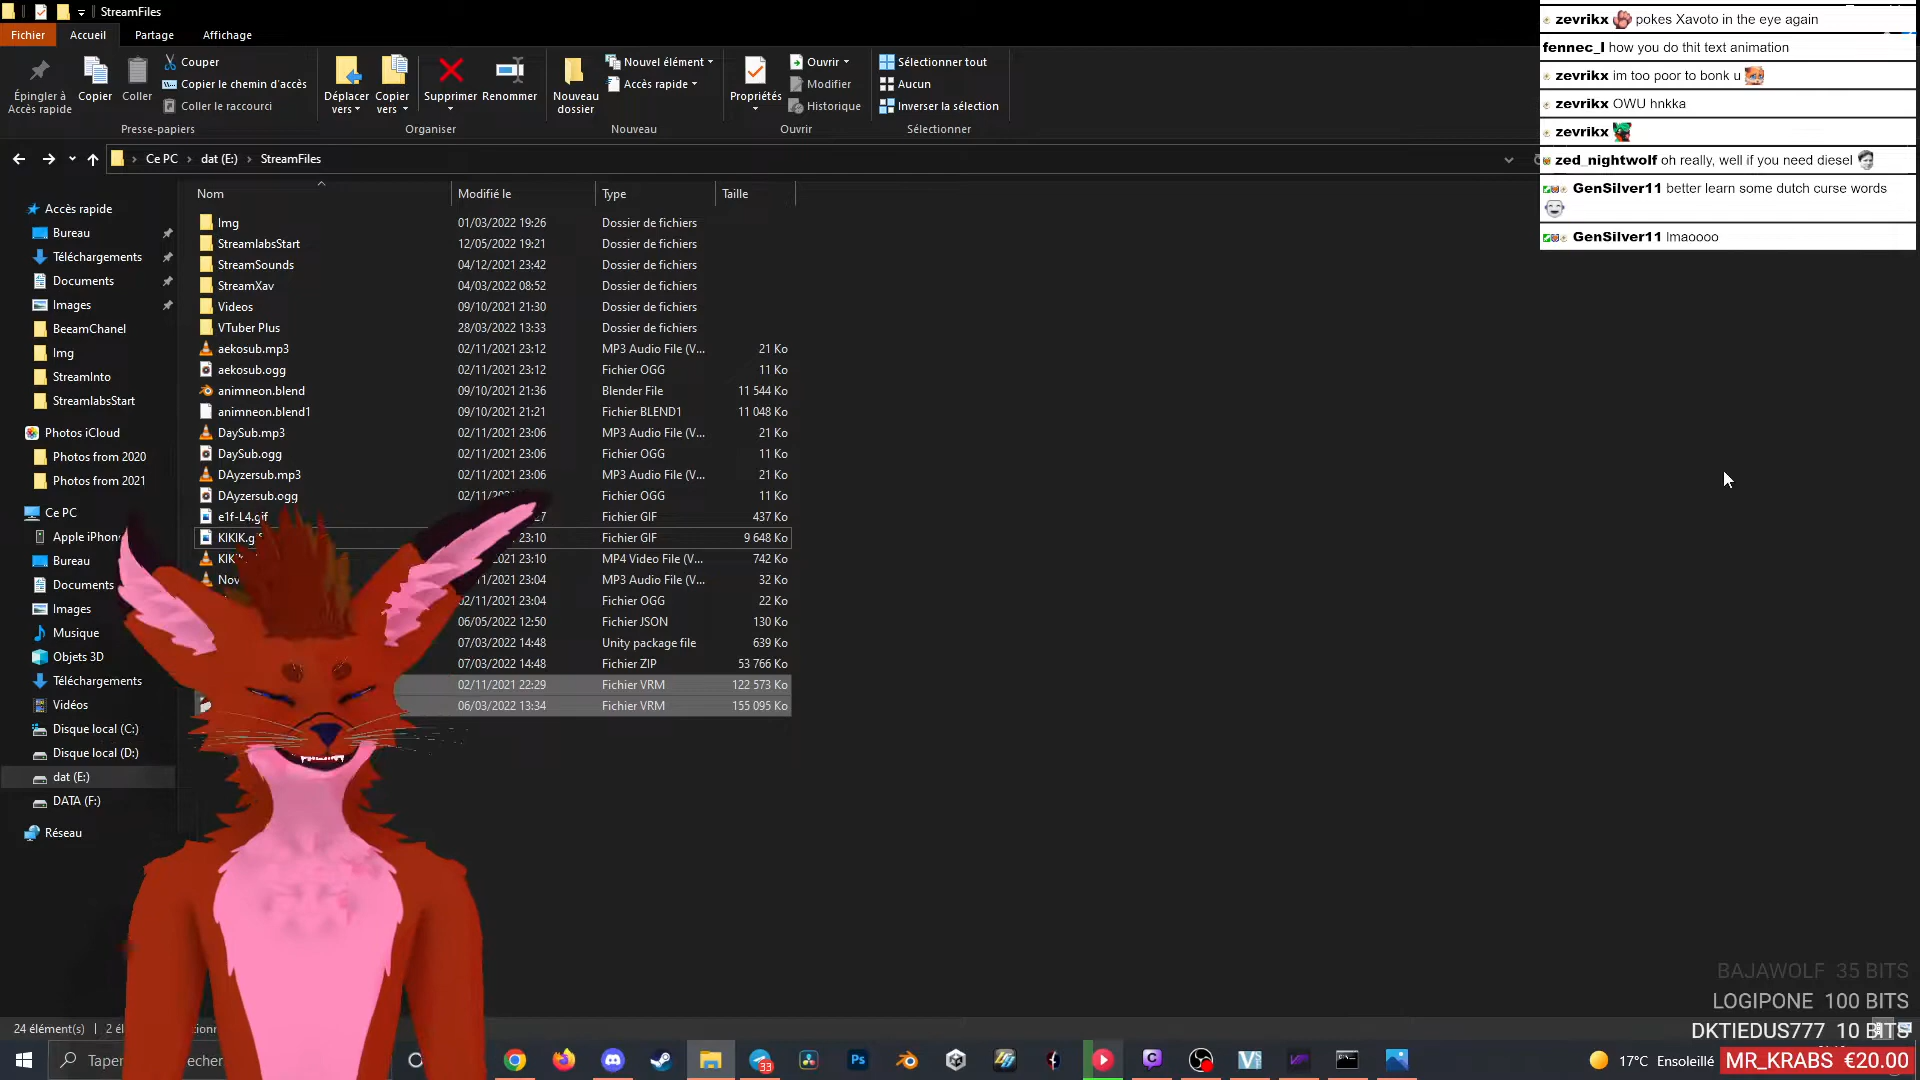 StreamFiles
Fichier Accueil Partage Affichage
Épingler à Accès rapide
Copier
Coller
Couper
Copier le chemin d'accès
Coller le raccourci
Presse-papiers
Déplacer vers
Copier vers
Supprimer
Renommer
Organiser
Nouveau dossier
Nouvel élément
Accès rapide
Nouveau
Propriétés
Ouvrir
Modifier
Historique
Ouvrir
Sélectionner tout
Aucun
Inverser la sélection
Sélectionner
Ce PC dat (E:) StreamFiles
Accès rapide
Bureau
Téléchargements
Documents
Images
BeeamChanel
Img
StreamInto
StreamlabsStart
Photos iCloud
Photos from 2020
Photos from 2021
Ce PC
Apple iPhon
Bureau
Documents
Images
Musique
Objets 3D
Téléchargements
Vidéos
Disque local (C:)
Disque local (D:)
dat (E:)
DATA (F:)
Réseau
Nom Modifié le Type Taille
Img 01/03/2022 19:26 Dossier de fichiers
StreamlabsStart 12/05/2022 19:21 Dossier de fichiers
StreamSounds 04/12/2021 23:42 Dossier de fichiers
StreamXav 04/03/2022 08:52 Dossier de fichiers
Videos 09/10/2021 21:30 Dossier de fichiers
VTuber Plus 28/03/2022 13:33 Dossier de fichiers
aekosub.mp3 02/11/2021 23:12 MP3 Audio File (V... 21 Ko
aekosub.ogg 02/11/2021 23:12 Fichier OGG 11 Ko
animneon.blend 09/10/2021 21:36 Blender File 11 544 Ko
animneon.blend1 09/10/2021 21:21 Fichier BLEND1 11 048 Ko
DaySub.mp3 02/11/2021 23:06 MP3 Audio File (V... 21 Ko
DaySub.ogg 02/11/2021 23:06 Fichier OGG 11 Ko
DAyzersub.mp3 02/11/2021 23:06 MP3 Audio File (V... 21 Ko
DAyzersub.ogg 23:06 Fichier OGG 11 Ko
e1f-L4.gif Fichier GIF 437 Ko
KIKIK.g 23:10 Fichier GIF 9 648 Ko
23:10 MP4 Video File (V... 742 Ko
Nov 23:04 MP3 Audio File (V... 32 Ko
02/11/2021 23:04 Fichier OGG 22 Ko
06/05/2022 12:50 Fichier JSON 130 Ko
07/03/2022 14:48 Unity package file 639 Ko
07/03/2022 14:48 Fichier ZIP 53 766 Ko
02/11/2021 22:29 Fichier VRM 122 573 Ko
06/03/2022 13:34 Fichier VRM 155 095 Ko
zevrikx pokes Xavoto in the eye again
fennec_l how you do thit text animation
zevrikx im too poor to bonk u
zevrikx OWU hnkka
zevrikx
zed_nightwolf oh really, well if you need diesel
GenSilver11 better learn some dutch curse words
GenSilver11 lmaoooo
BAJAWOLF 35 BITS
LOGIPONE 100 BITS
DKTIEDUS777 10 BITS
MR_KRABS €20.00
24 élément(s) 2 él
Taper
33
Ps
17°C Ensoleillé